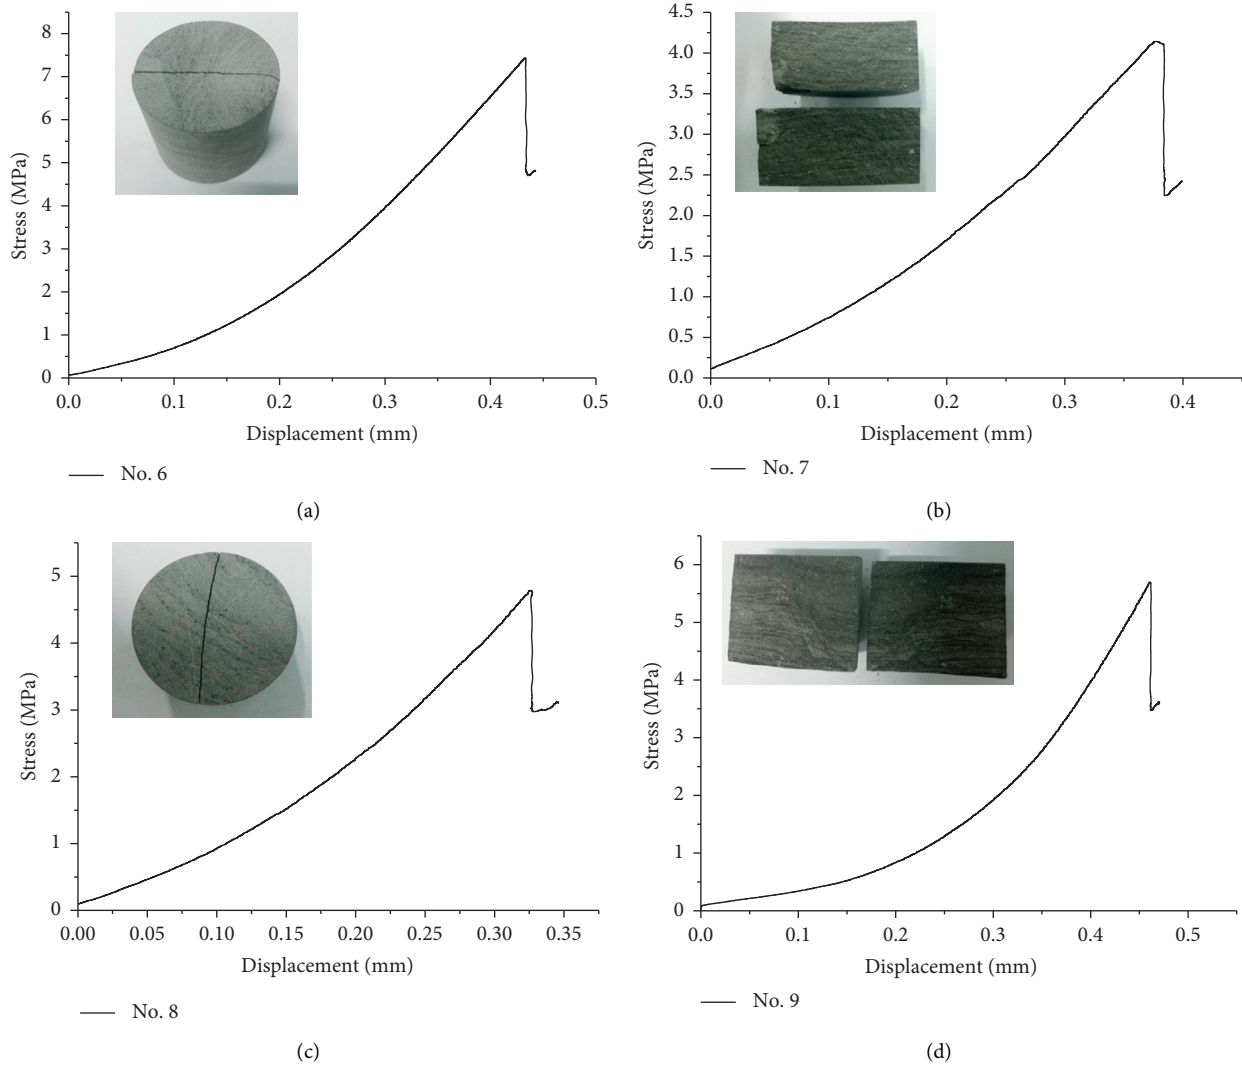 8
7
6
5
4
3
2
1
0
Stress (MPa)
0.0 0.1 0.2 0.3 0.4 0.5
Displacement (mm)
No. 6
(a)
4.5
4.0
3.5
3.0
2.5
2.0
1.5
1.0
0.5
0.0
Stress (MPa)
0.0 0.1 0.2 0.3 0.4
Displacement (mm)
No. 7
(b)
5
4
3
2
1
0
Stress (MPa)
0.00 0.05 0.10 0.15 0.20 0.25 0.30 0.35
Displacement (mm)
No. 8
(c)
6
5
4
3
2
1
0
Stress (MPa)
0.0 0.1 0.2 0.3 0.4 0.5
Displacement (mm)
No. 9
(d)